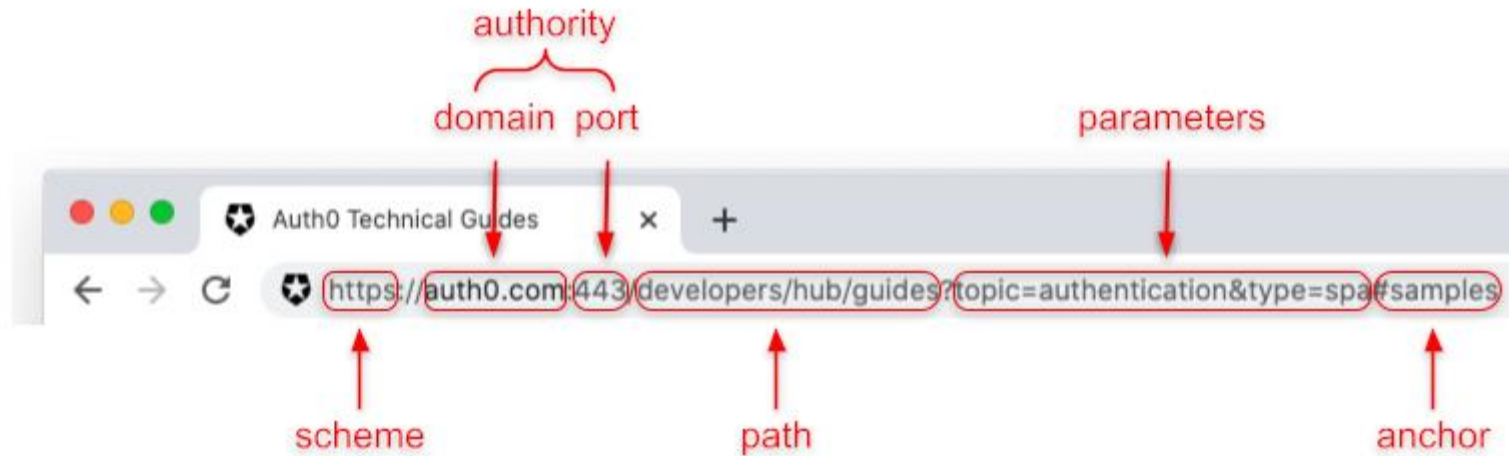 authority
domain port
parameters
Auth0 Technical Guides
https://auth0.com:443/developers/hub/guides?topic=authentication&type=spa#samples
scheme
path
anchor